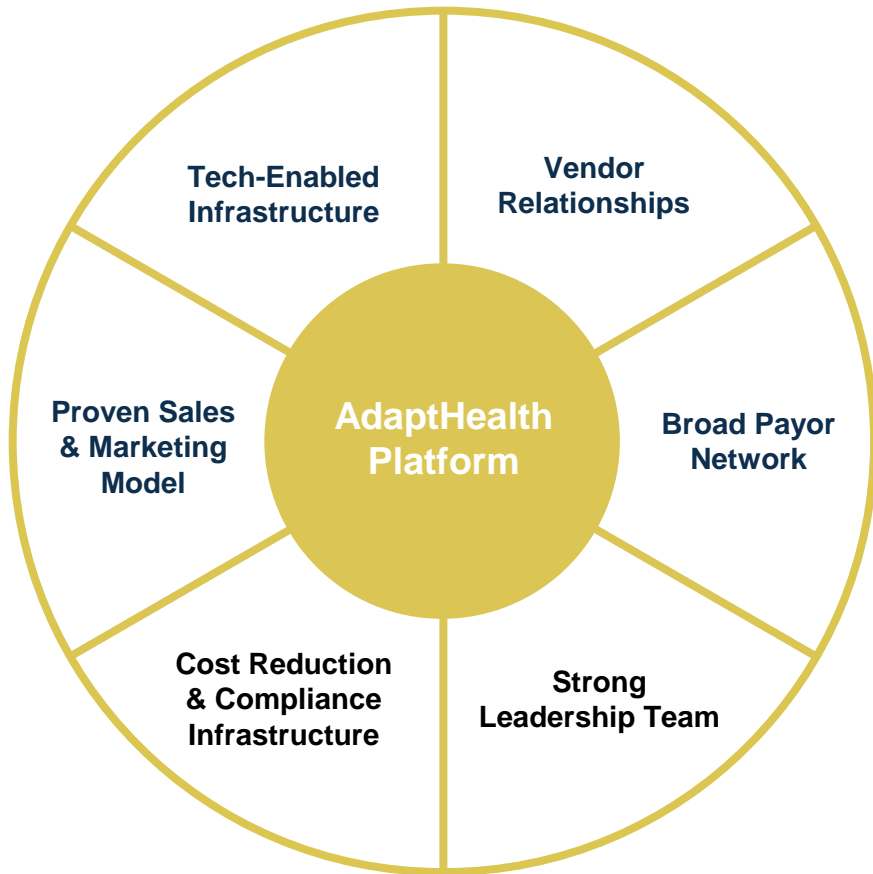 Tech-Enabled
Infrastructure
Vendor
Relationships
Proven Sales
& Marketing
Model
AdaptHealth
Platform
Broad Payor
Network
Cost Reduction
& Compliance
Infrastructure
Strong
Leadership Team